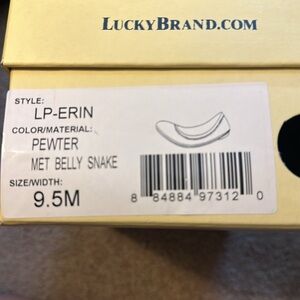 LUCKYBRAND.COM
STYLE:
LP-ERIN
COLOR/MATERIAL:
PEWTER
MET BELLY SNAKE
SIZE/WIDTH:
9.5M
8 84884 97312 0